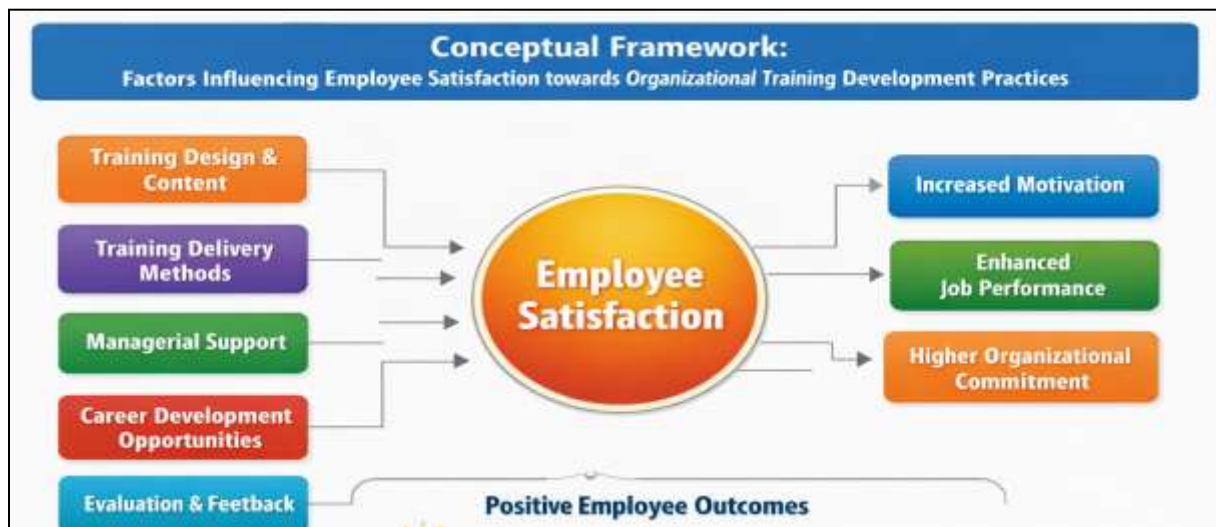 Conceptual Framework:
Factors Influencing Employee Satisfaction towards Organizational Training Development Practices
Training Design &
Content
Training Delivery
Methods
Managerial Support
Career Development
Opportunities
Evaluation & Feetback
Employee
Satisfaction
Increased Motivation
Enhanced
Job Performance
Higher Organizational
Commitment
Positive Employee Outcomes